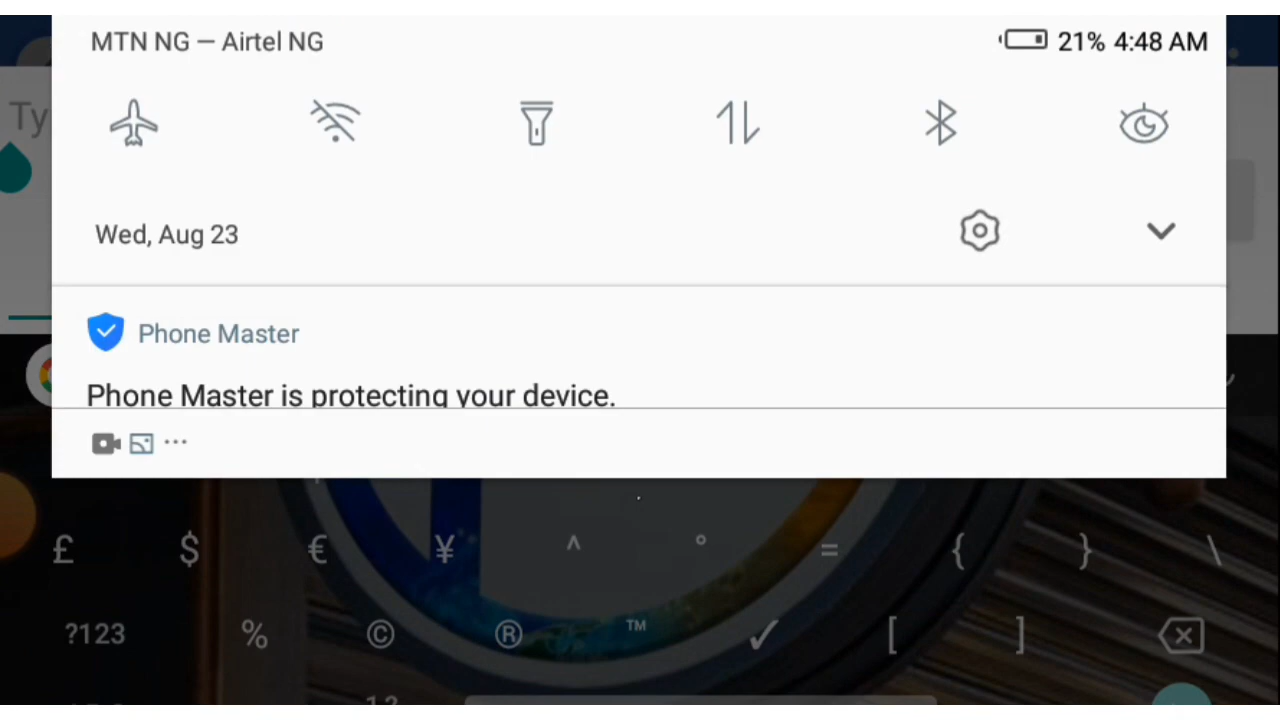 MTN NG — Airtel NG
21% 4:48 AM
Ty
Wed, Aug 23
Phone Master
Phone Master is protecting your device.
£ $ € ¥ ^ ° = { } \
?123 % © ® ™ ✓ [ ]